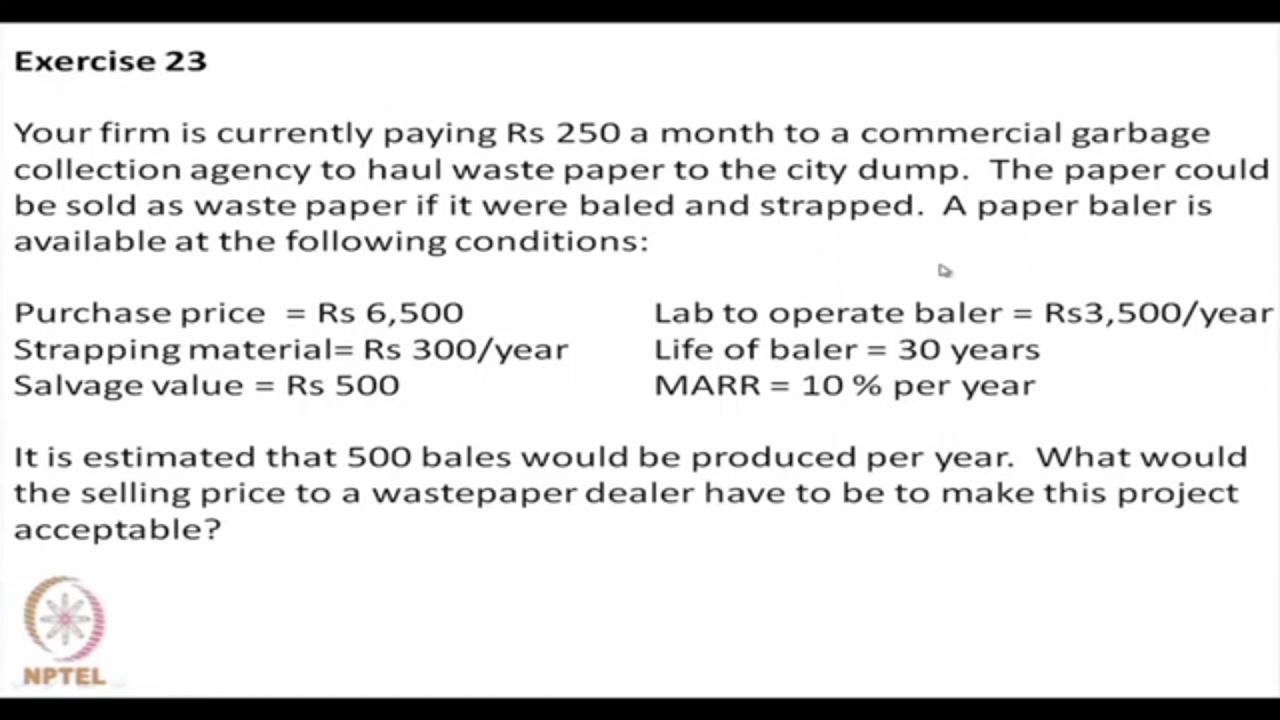 Exercise 23
Your firm is currently paying Rs 250 a month to a commercial garbage
collection agency to haul waste paper to the city dump.  The paper could
be sold as waste paper if it were baled and strapped.  A paper baler is
available at the following conditions:
Purchase price  = Rs 6,500    Lab to operate baler = Rs3,500/year
Strapping material= Rs 300/year    Life of baler = 30 years
Salvage value = Rs 500    MARR = 10 % per year
It is estimated that 500 bales would be produced per year.  What would
the selling price to a wastepaper dealer have to be to make this project
acceptable?
NPTEL